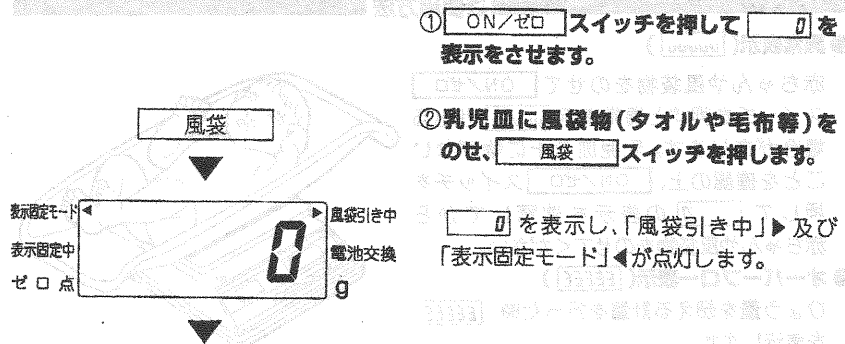 ① ON/ゼロ スイッチを押して 0 を
表示をさせます。
風袋
②乳児皿に風袋物(タオルや毛布等)を
のせ、 風袋 スイッチを押します。
表示固定モード◀ ▶風袋引き中
表示固定中 0 電池交換
ゼロ点 g
0 を表示し、「風袋引き中」▶及び
「表示固定モード」◀が点灯します。